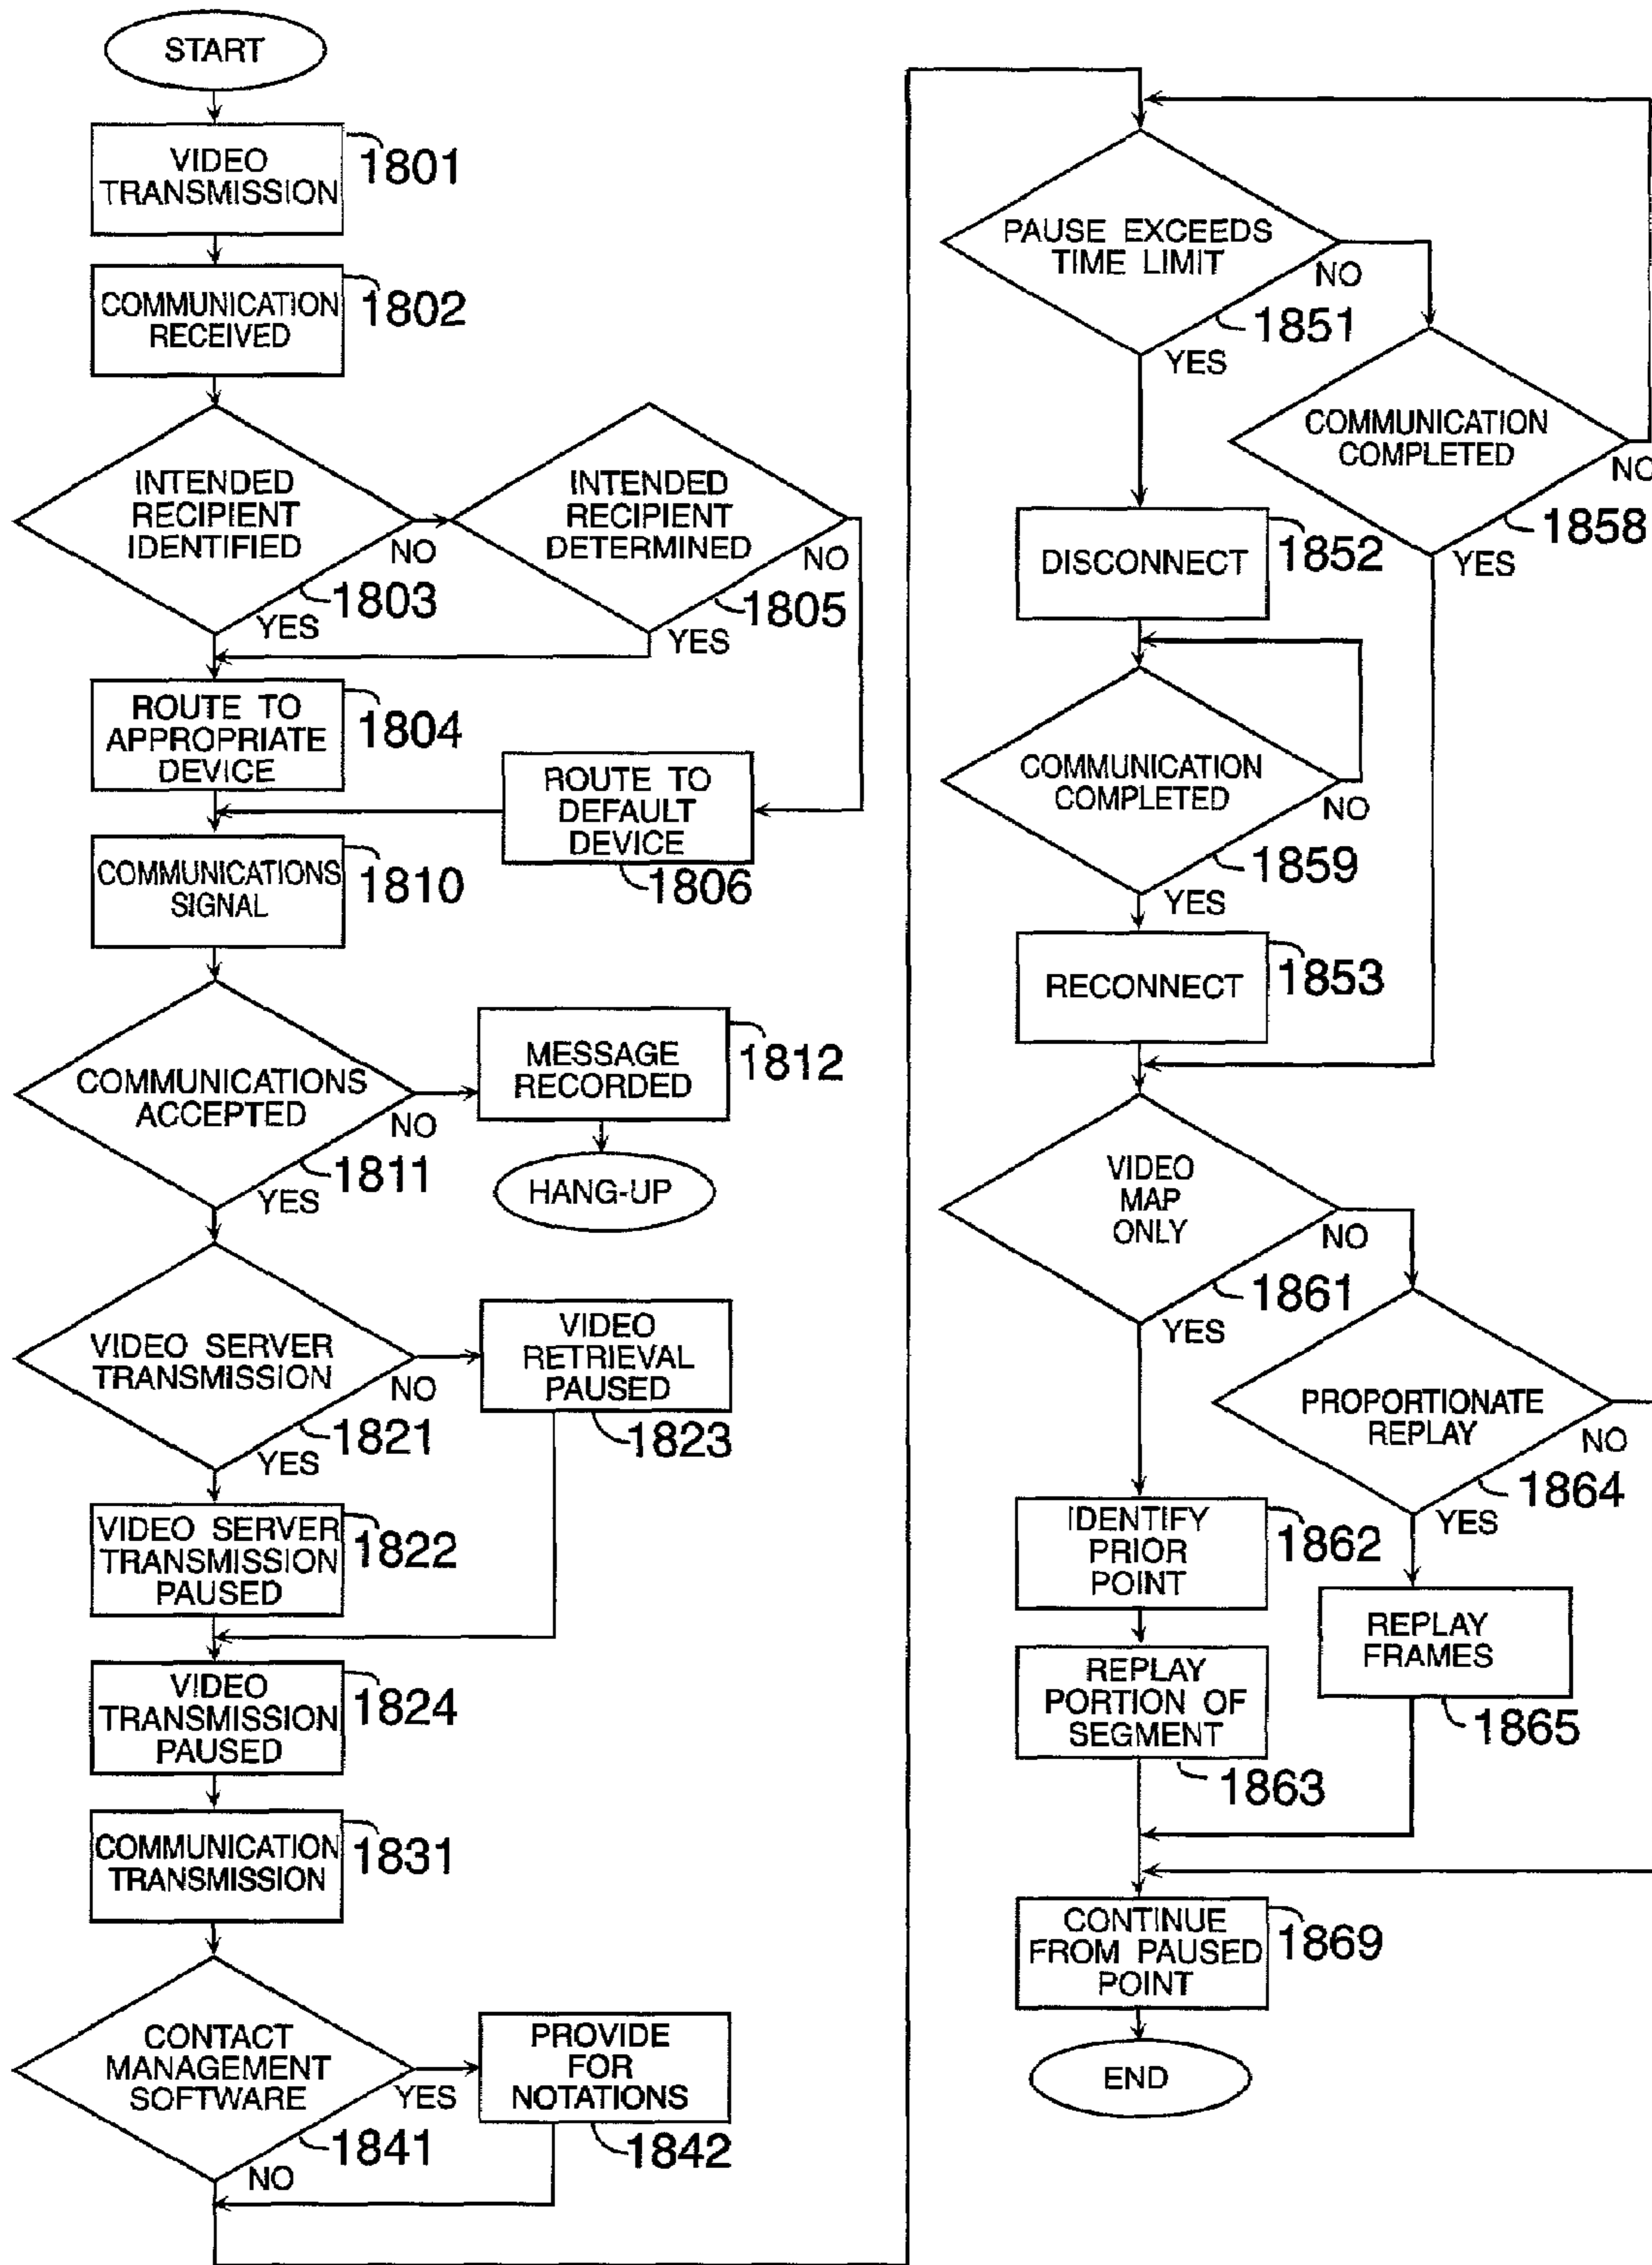 START
VIDEO
TRANSMISSION
1801
COMMUNICATION
RECEIVED
1802
INTENDED
RECIPIENT
IDENTIFIED
NO
1803
YES
INTENDED
RECIPIENT
DETERMINED
NO
1805
YES
ROUTE TO
APPROPRIATE
DEVICE
1804
ROUTE TO
DEFAULT
DEVICE
1806
COMMUNICATIONS
SIGNAL
1810
COMMUNICATIONS
ACCEPTED
NO
1811
YES
MESSAGE
RECORDED
1812
HANG-UP
VIDEO SERVER
TRANSMISSION
NO
1821
YES
VIDEO
RETRIEVAL
PAUSED
1823
VIDEO SERVER
TRANSMISSION
PAUSED
1822
VIDEO
TRANSMISSION
PAUSED
1824
COMMUNICATION
TRANSMISSION
1831
CONTACT
MANAGEMENT
SOFTWARE
YES
1841
NO
PROVIDE
FOR
NOTATIONS
1842
PAUSE EXCEEDS
TIME LIMIT
NO
1851
YES
COMMUNICATION
COMPLETED
NO
1858
YES
DISCONNECT
1852
COMMUNICATION
COMPLETED
NO
1859
YES
RECONNECT
1853
VIDEO
MAP
ONLY
NO
1861
YES
PROPORTIONATE
REPLAY
NO
1864
YES
IDENTIFY
PRIOR
POINT
1862
REPLAY
FRAMES
1865
REPLAY
PORTION OF
SEGMENT
1863
CONTINUE
FROM PAUSED
POINT
1869
END